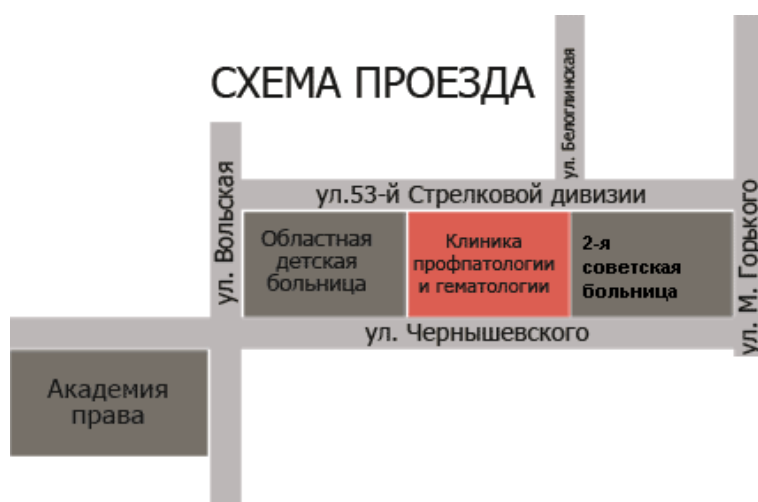 СХЕМА ПРОЕЗДА
ул. Белоглинская
ул. Вольская
ул.53-й Стрелковой дивизии
ул. М. Горького
Областная
детская
больница
Клиника
профпатологии
и гематологии
2-я
советская
больница
ул. Чернышевского
Академия
права